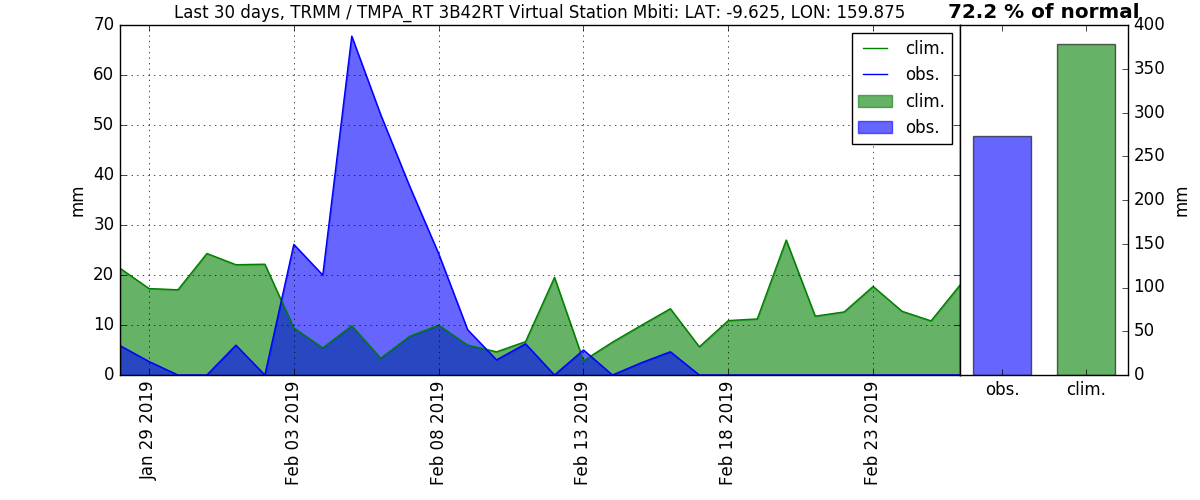 Last 30 days, TRMM / TMPA_RT 3B42RT Virtual Station Mbiti: LAT: -9.625, LON: 159.875
72.2 % of normal
70
60
50
40
30
20
10
0
mm
clim.
obs.
clim.
obs.
Jan 29 2019
Feb 03 2019
Feb 08 2019
Feb 13 2019
Feb 18 2019
Feb 23 2019
400
350
300
250
200
150
100
50
0
mm
obs.
clim.